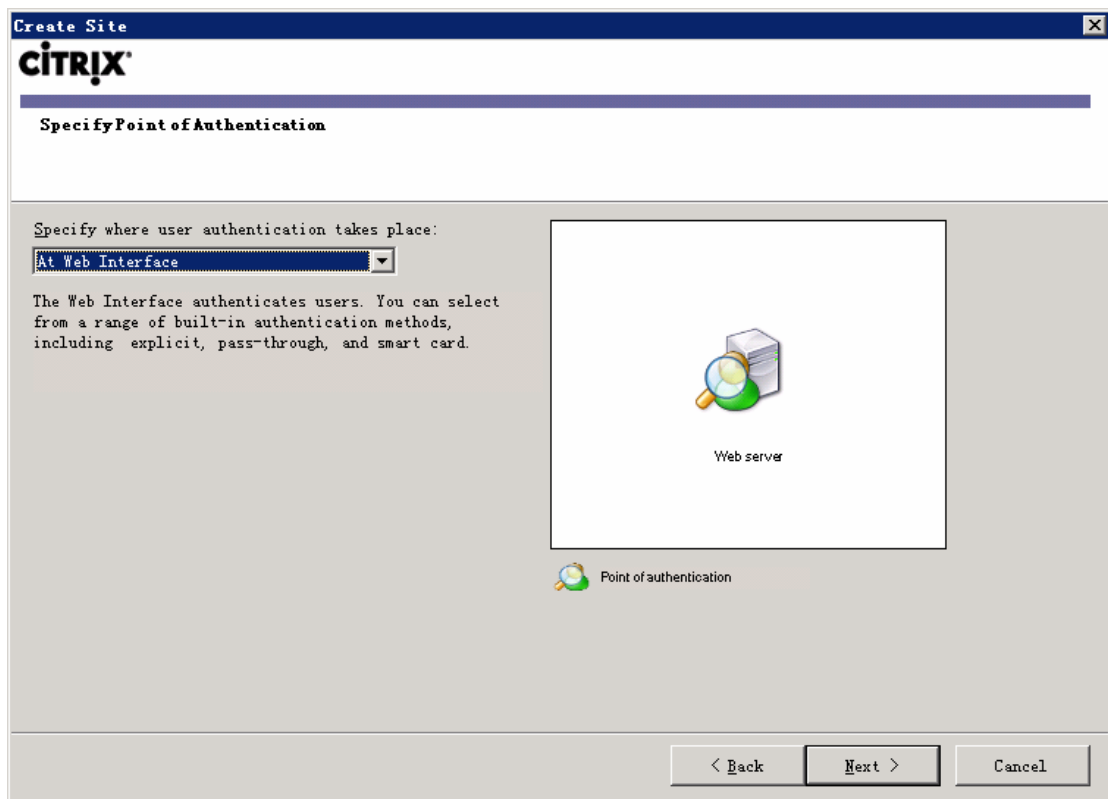 Create Site
CİTRỊX®
Specify Point of Authentication
Specify where user authentication takes place:
At Web Interface
The Web Interface authenticates users. You can select
from a range of built-in authentication methods,
including explicit, pass-through, and smart card.
Web server
Point of authentication
< Back
Next >
Cancel